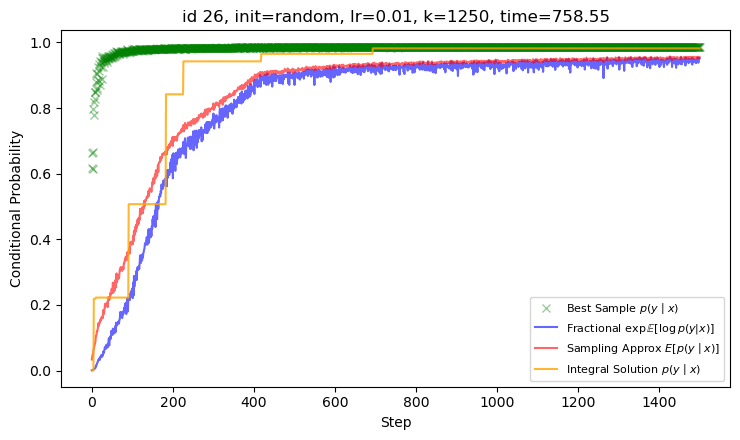 id 26, init=random, lr=0.01, k=1250, time=758.55
Conditional Probability
1.0
0.8
0.6
0.4
0.2
0.0
0
200
400
600
800
1000
1200
1400
Step
Best Sample p(y | x)
Fractional exp𝔼[log p(y|x)]
Sampling Approx E[p(y | x)]
Integral Solution p(y | x)